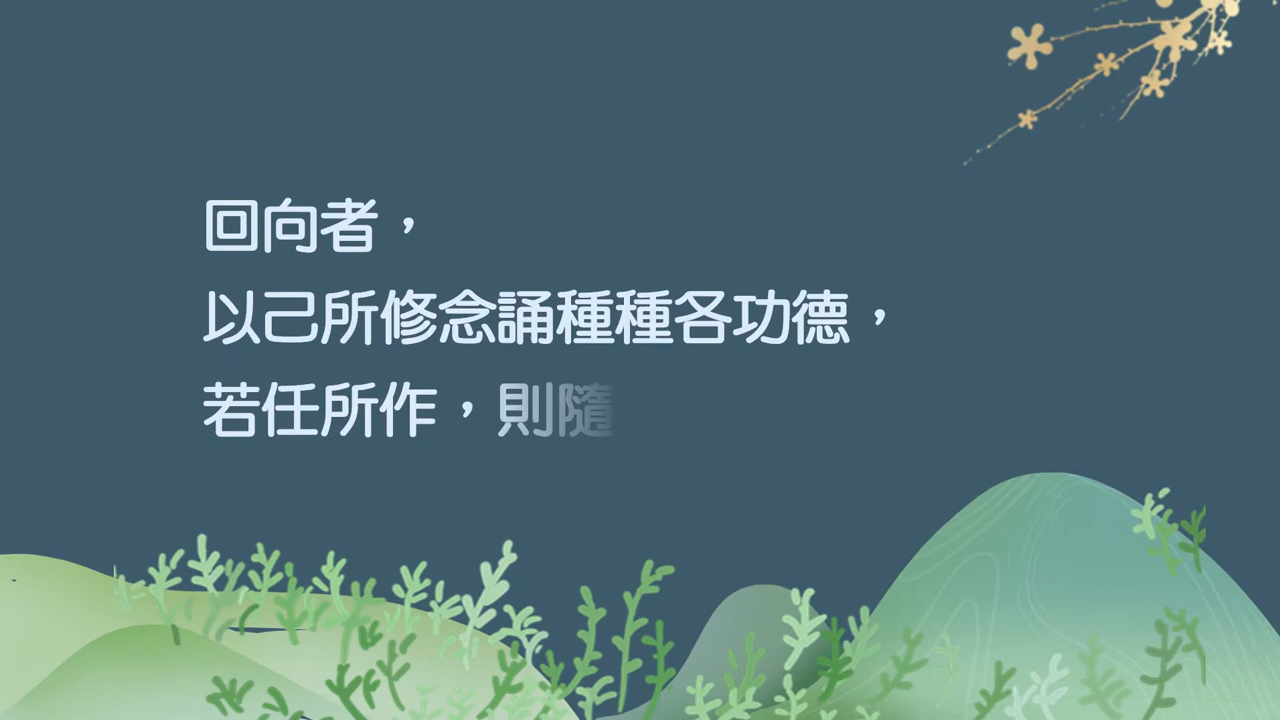 回向者，
以己所修念誦種種各功德，
若任所作，則隨